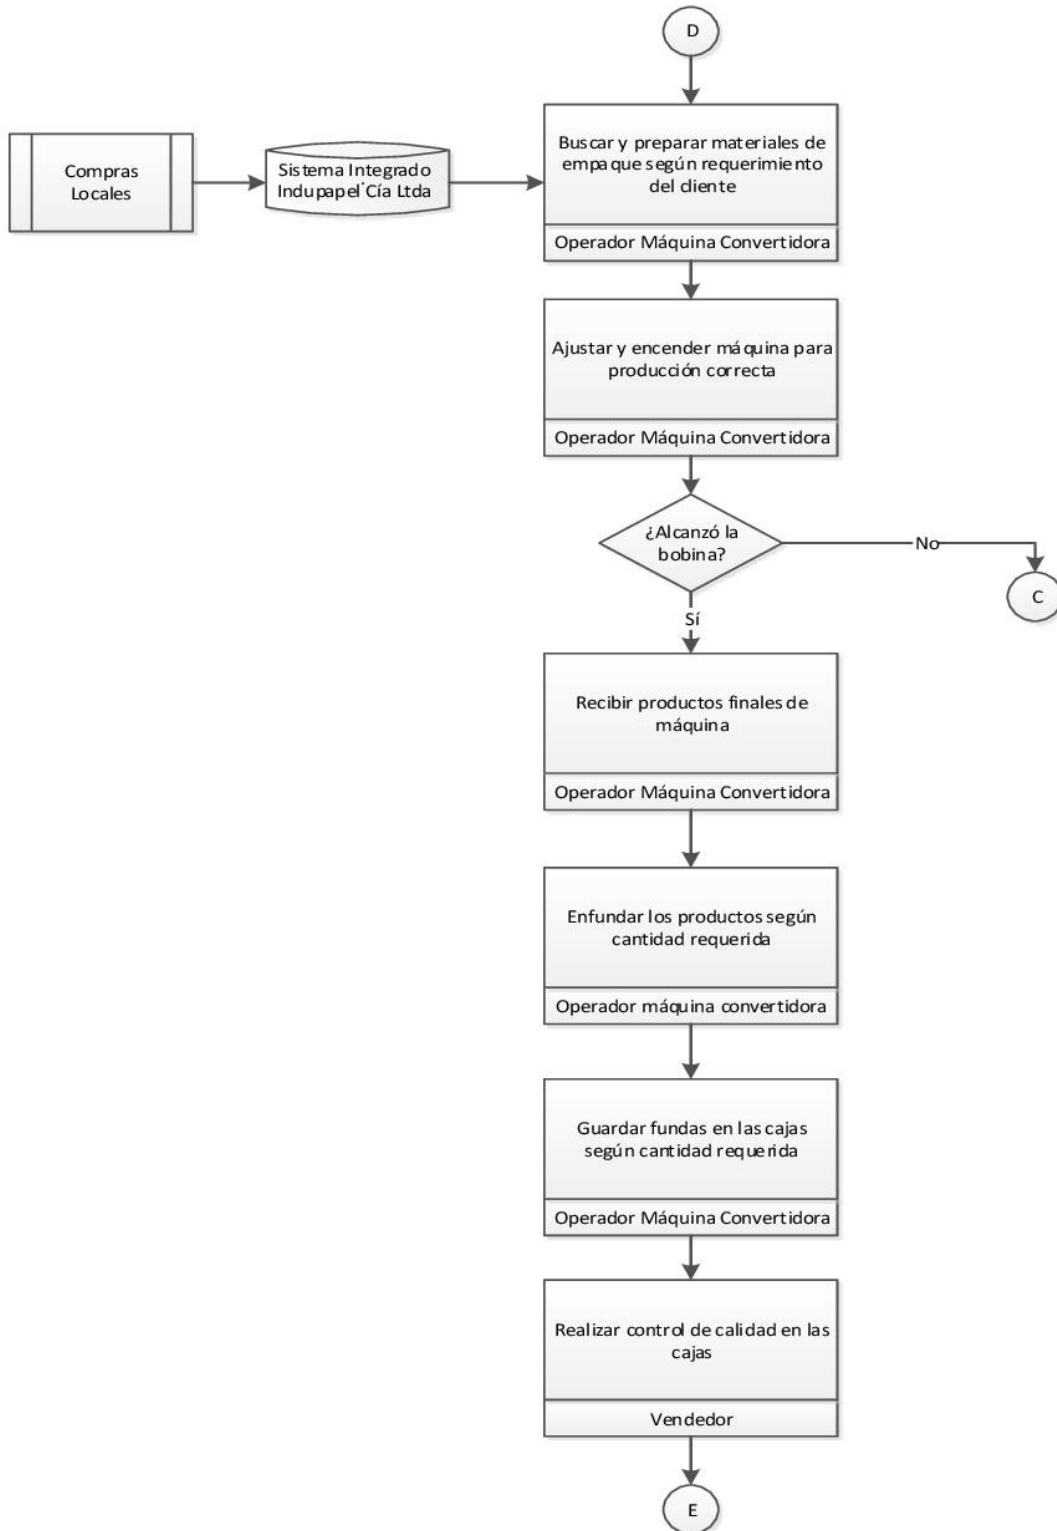 D
Buscar y preparar materiales de
empaque según requerimiento
del cliente
Operador Máquina Convertidora
Compras
Locales
Sistema Integrado
Indupapel Cía Ltda
Ajustar y encender máquina para
producción correcta
Operador Máquina Convertidora
¿Alcanzó la
bobina?
No
C
Sí
Recibir productos finales de
máquina
Operador Máquina Convertidora
Enfundar los productos según
cantidad requerida
Operador máquina convertidora
Guardar fundas en las cajas
según cantidad requerida
Operador Máquina Convertidora
Realizar control de calidad en las
cajas
Vendedor
E